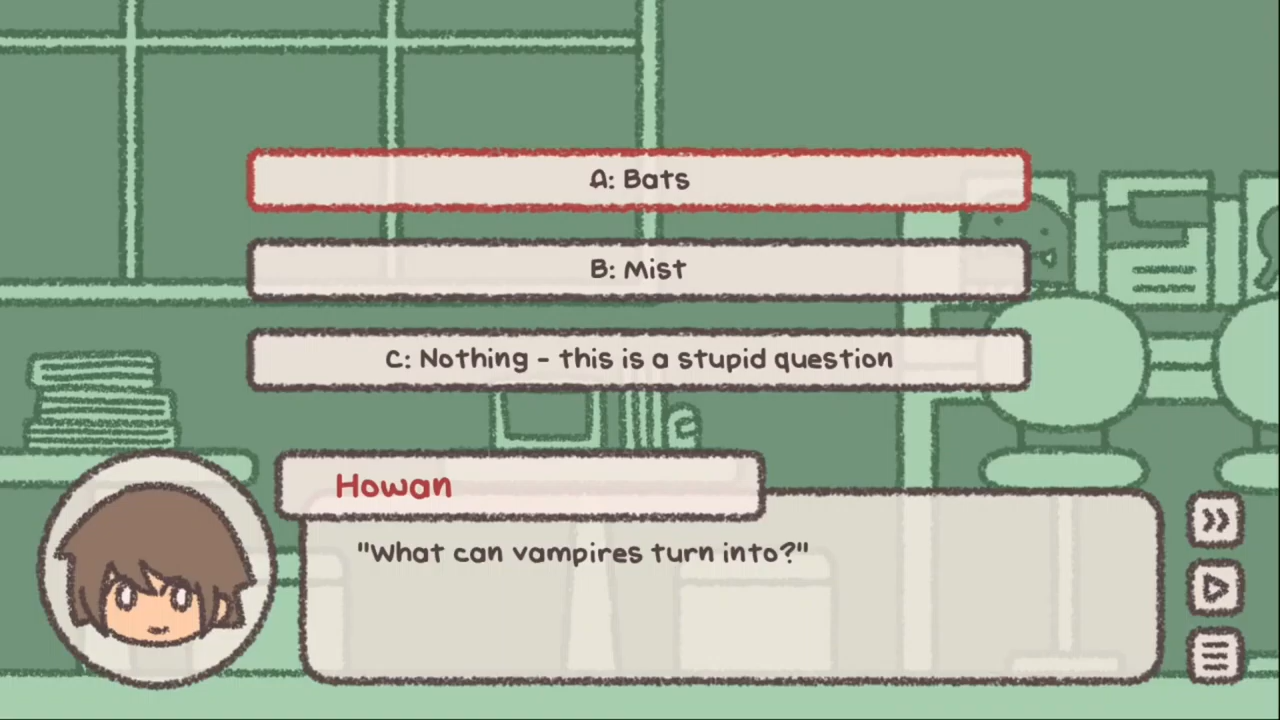 A: Bats
B: Mist
C: Nothing - this is a stupid question
Howan
"What can vampires turn into?"